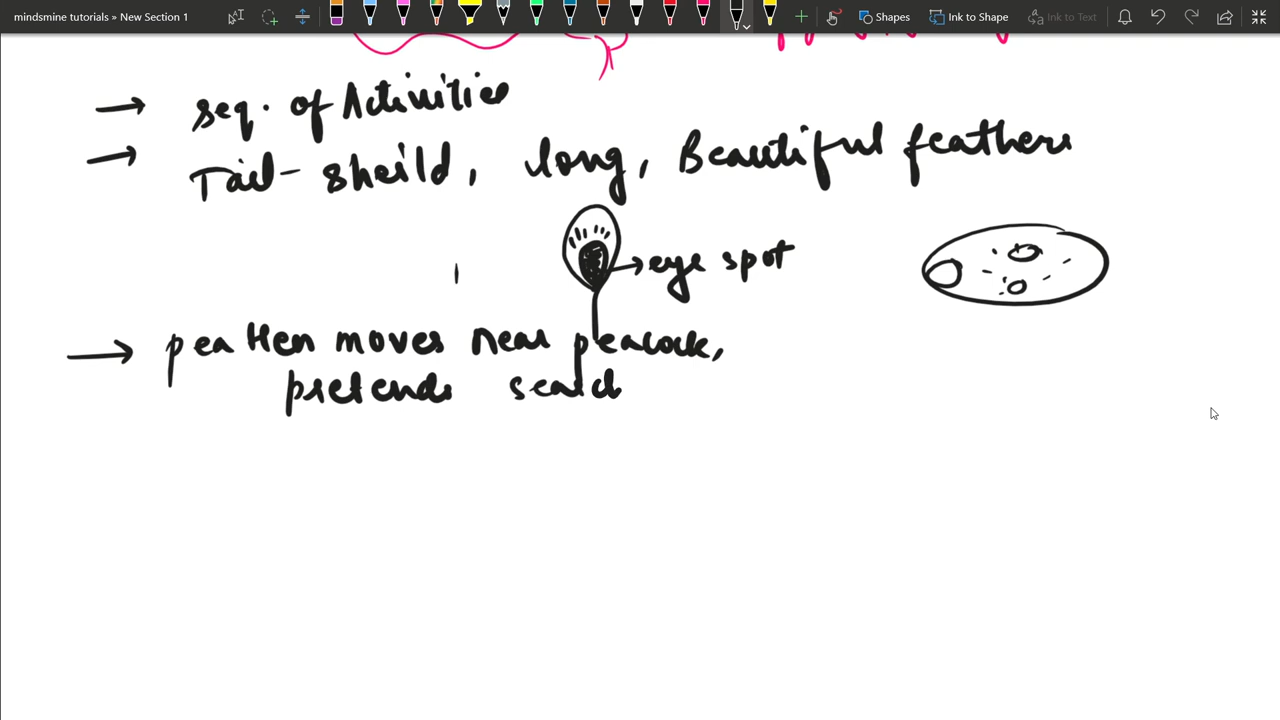 mindsmine tutorials » New Section 1
Shapes
Ink to Shape
Ink to Text
→ seq. of Activities
→ Tail- sheild, long, Beautiful feathers
→ eye spot
→ pea Hen moves near peacock,
pretends